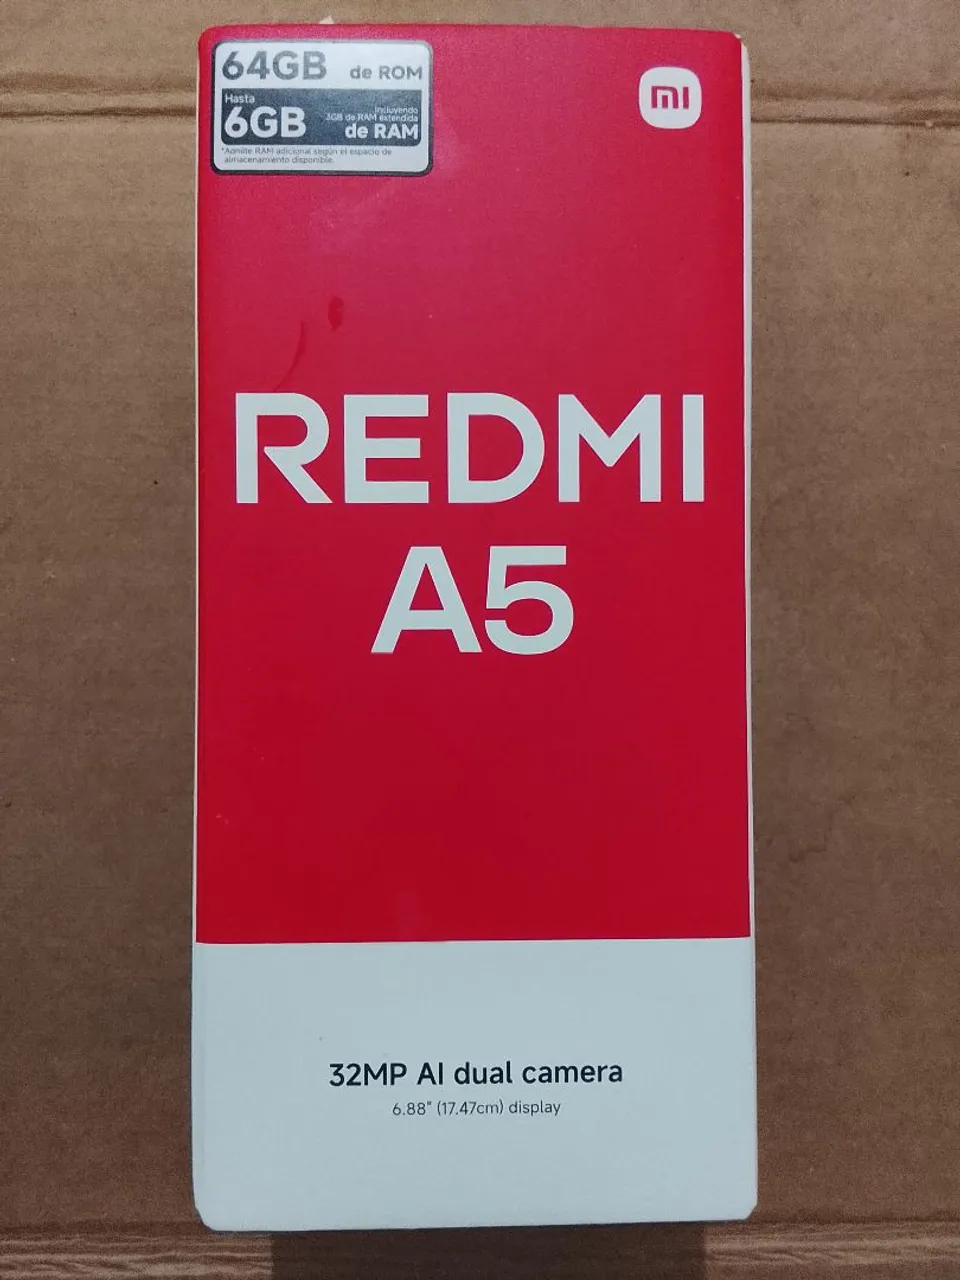 64GB de ROM
Hasta
6GB
Incluyendo
3GB de RAM extendida
de RAM
*Admite RAM adicional según el espacio de
almacenamiento disponible.
mi
REDMI
A5
32MP AI dual camera
6.88" (17.47cm) display